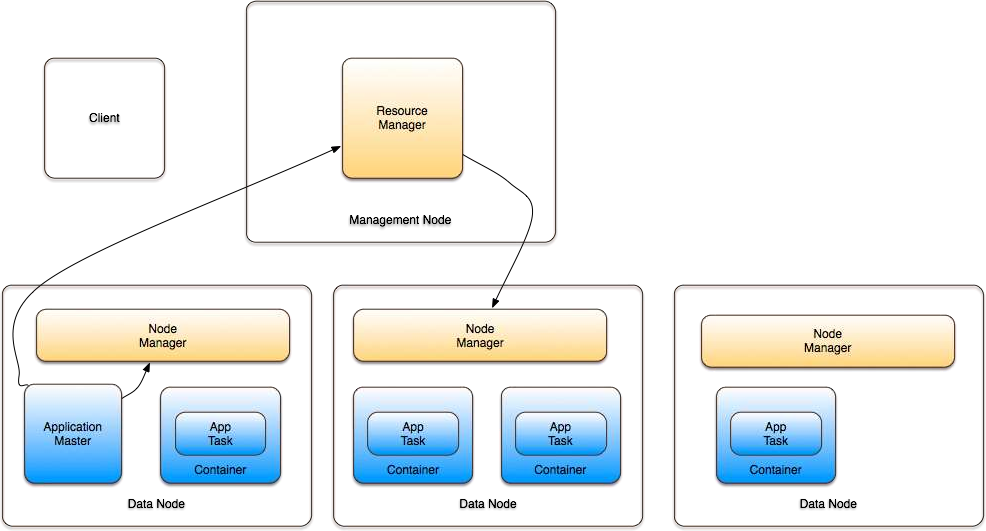 Client
Resource
Manager
Management Node
Node
Manager
Application
Master
App
Task
Container
Data Node
Node
Manager
App
Task
Container
App
Task
Container
Data Node
Node
Manager
App
Task
Container
Data Node